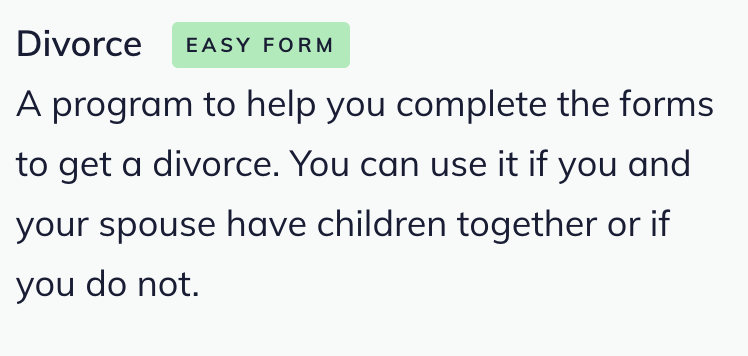 Divorce EASY FORM
A program to help you complete the forms
to get a divorce. You can use it if you and
your spouse have children together or if
you do not.